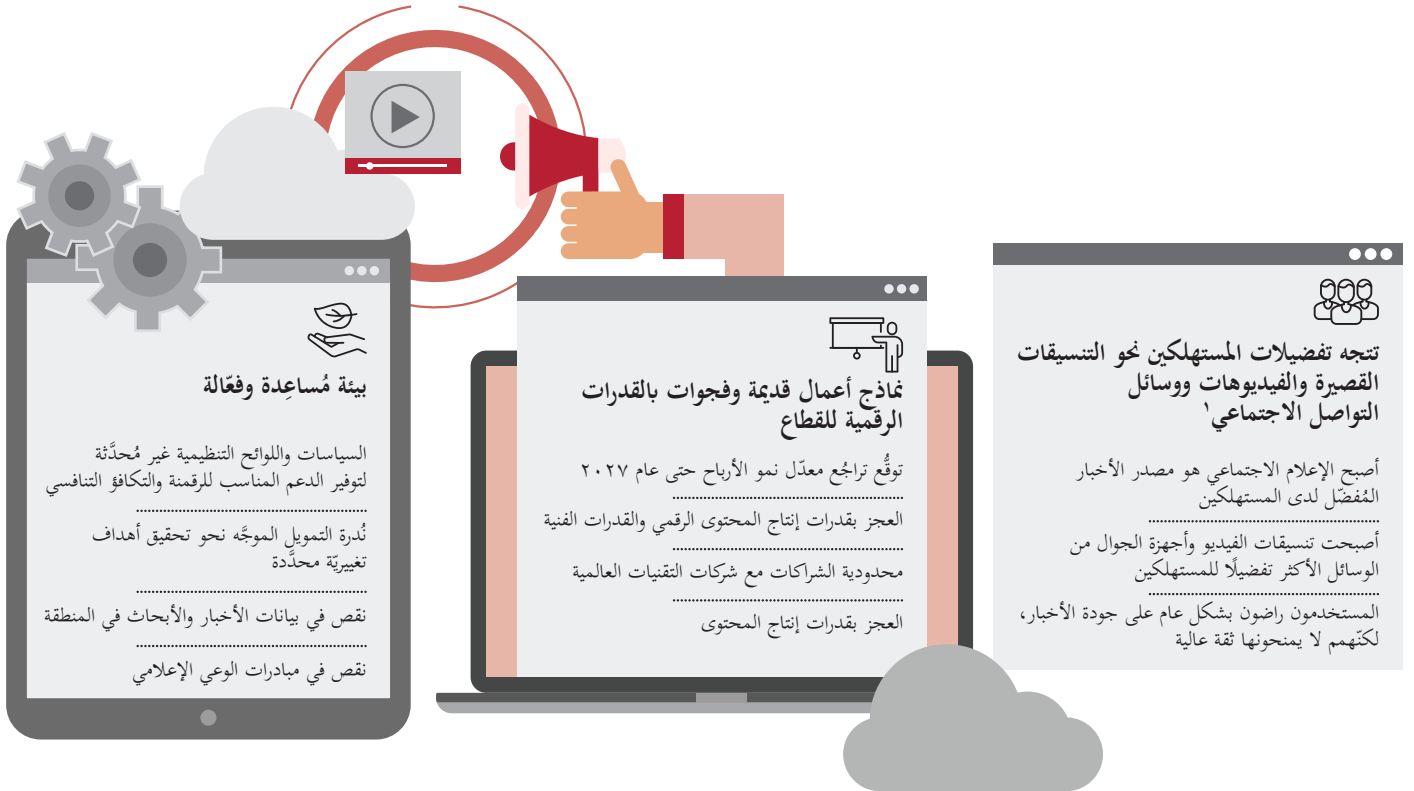 تتجه تفضيلات المستهلكين نحو التنسيقات
القصيرة والفيديوهات ووسائل
التواصل الاجتماعي١
أصبح الإعلام الاجتماعي هو مصدر الأخبار
المُفضّل لدى المستهلكين
أصبحت تنسيقات الفيديو وأجهزة الجوال من
الوسائل الأكثر تفضيلًا للمستهلكين
المستخدمون راضون بشكل عام على جودة الأخبار،
لكنّهمم لا يمنحونها ثقة عالية
نماذج أعمال قديمة وفجوات بالقدرات
الرقمية للقطاع
توقُّع تراجُع معدّل نمو الأرباح حتى عام ٢٠٢٧
العجز بقدرات إنتاج المحتوى الرقمي والقدرات الفنية
محدودية الشراكات مع شركات التقنيات العالمية
العجز بقدرات إنتاج المحتوى
بيئة مُساعِدة وفعّالة
السياسات واللوائح التنظيمية غير مُحدَّثة
لتوفير الدعم المناسب للرقمنة والتكافؤ التنافسي
نُدرة التمويل الموجَّه نحو تحقيق أهداف
تغييريّة محدَّدة
نقص في بيانات الأخبار والأبحاث في المنطقة
نقص في مبادرات الوعي الإعلامي